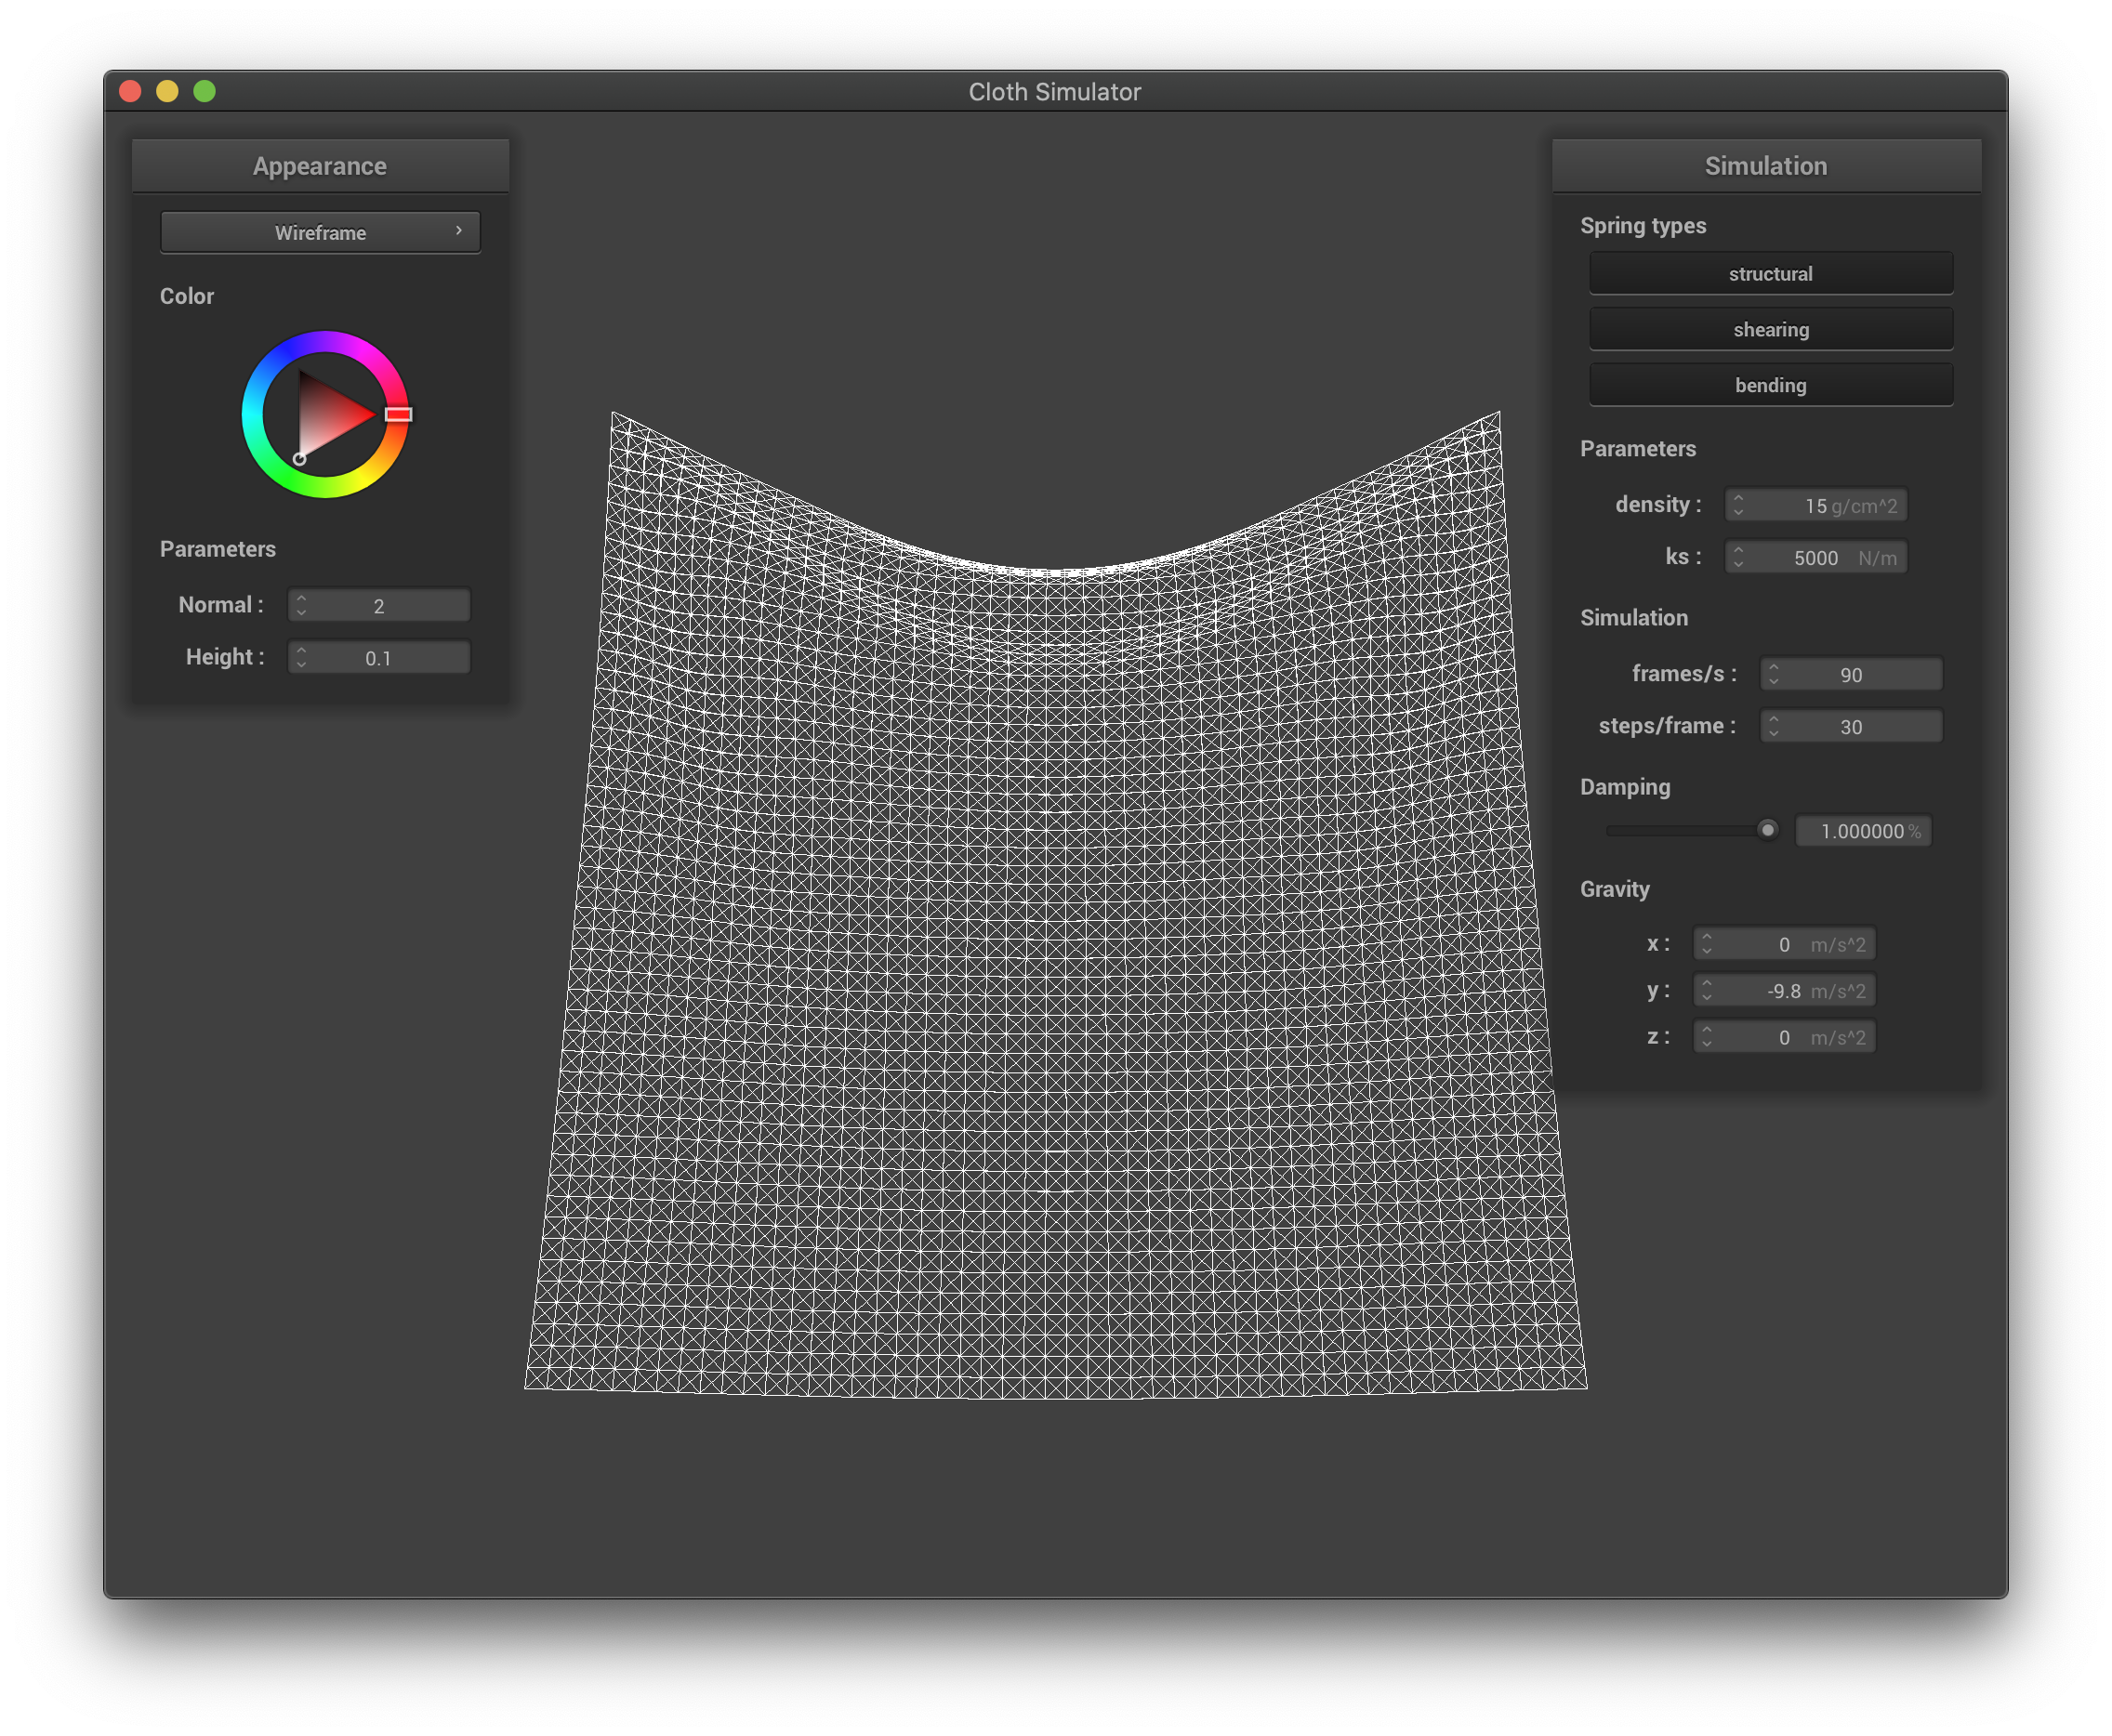 Cloth Simulator
Appearance
Wireframe
Color
Parameters
Normal : 2
Height : 0.1
Simulation
Spring types
structural
shearing
bending
Parameters
density : 15 g/cm^2
ks : 5000 N/m
Simulation
frames/s : 90
steps/frame : 30
Damping
1.000000 %
Gravity
x : 0 m/s^2
y : -9.8 m/s^2
z : 0 m/s^2